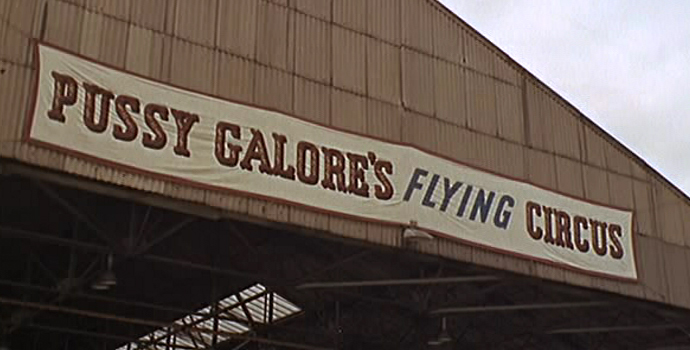 PUSSY GALORE'S FLYING CIRCUS